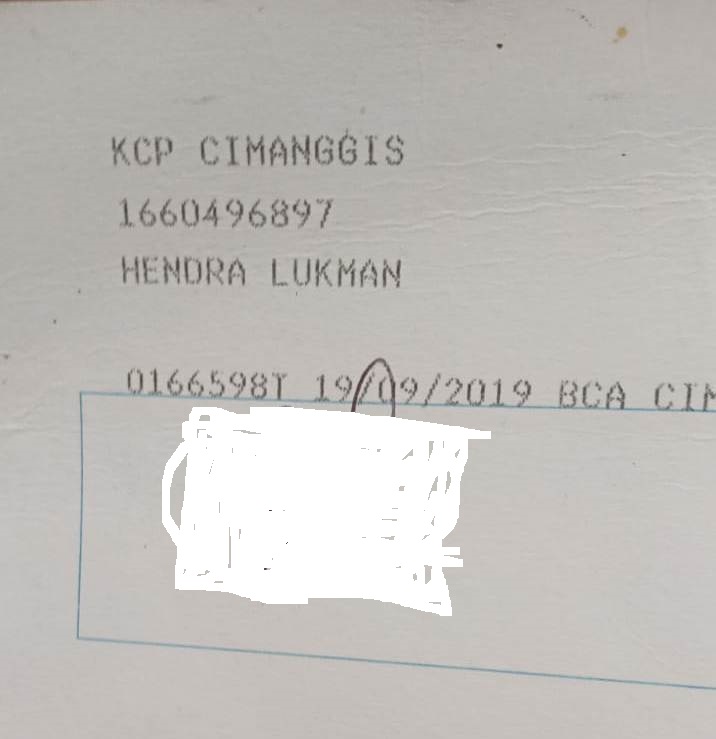 KCP CIMANGGIS
1660496897
HENDRA LUKMAN
0166598T 19/09/2019 BCA CIM